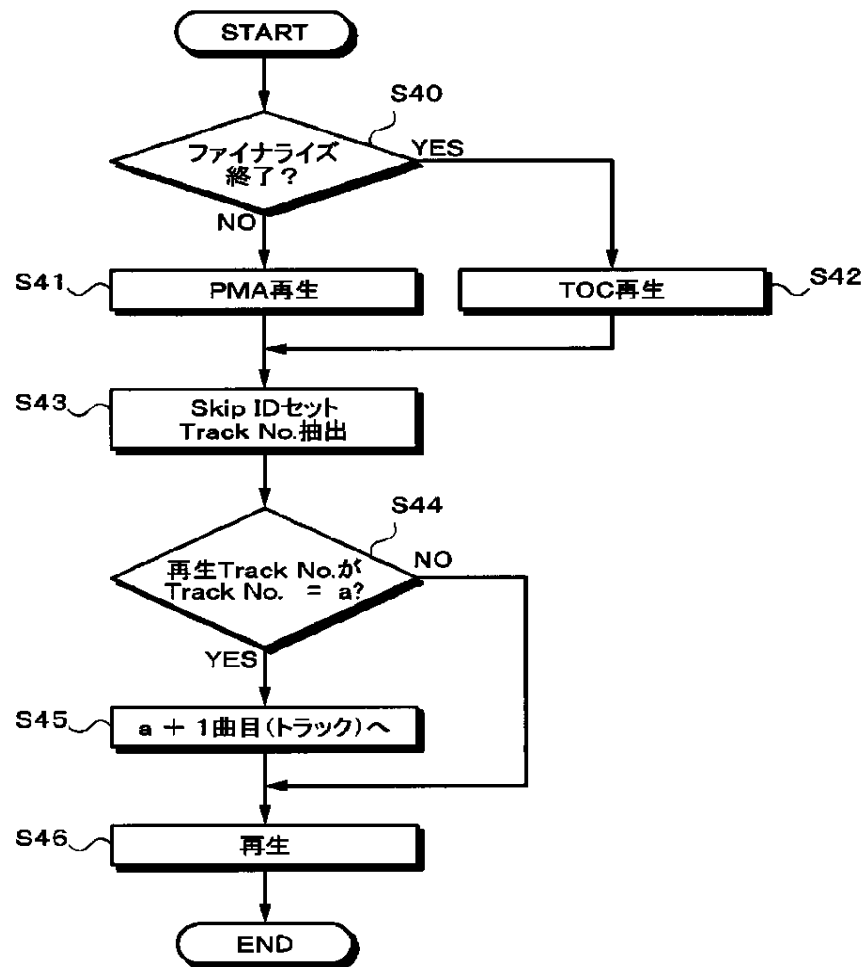 START
S40
ファイナライズ
終了?
YES
NO
S41
PMA再生
TOC再生
S42
S43
Skip IDセット
Track No.抽出
S44
再生Track No.が
Track No. = a?
NO
YES
S45
a + 1曲目(トラック)へ
S46
再生
END